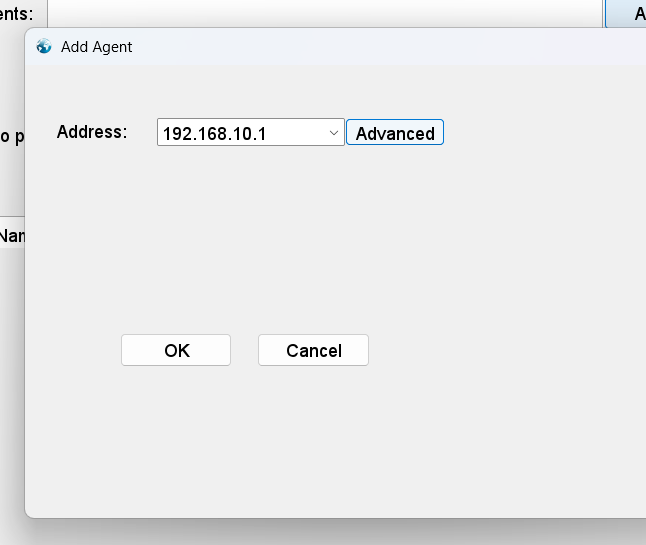 ents:
A
Add Agent
o p
Address: 192.168.10.1 Advanced
Nan
OK Cancel